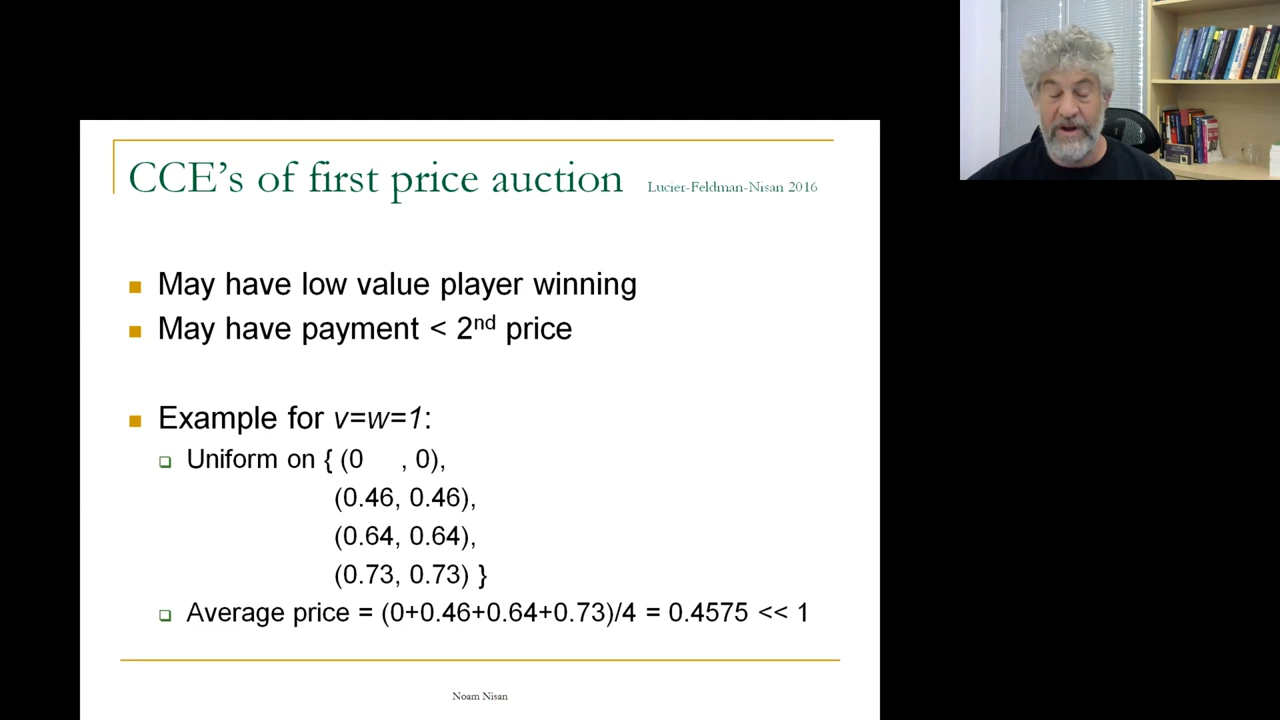 CCE's of first price auction Lucier-Feldman-Nisan 2016
■ May have low value player winning
■ May have payment < 2nd price
■ Example for v=w=1:
❑ Uniform on { (0 , 0),
(0.46, 0.46),
(0.64, 0.64),
(0.73, 0.73) }
❑ Average price = (0+0.46+0.64+0.73)/4 = 0.4575 << 1
Noam Nisan